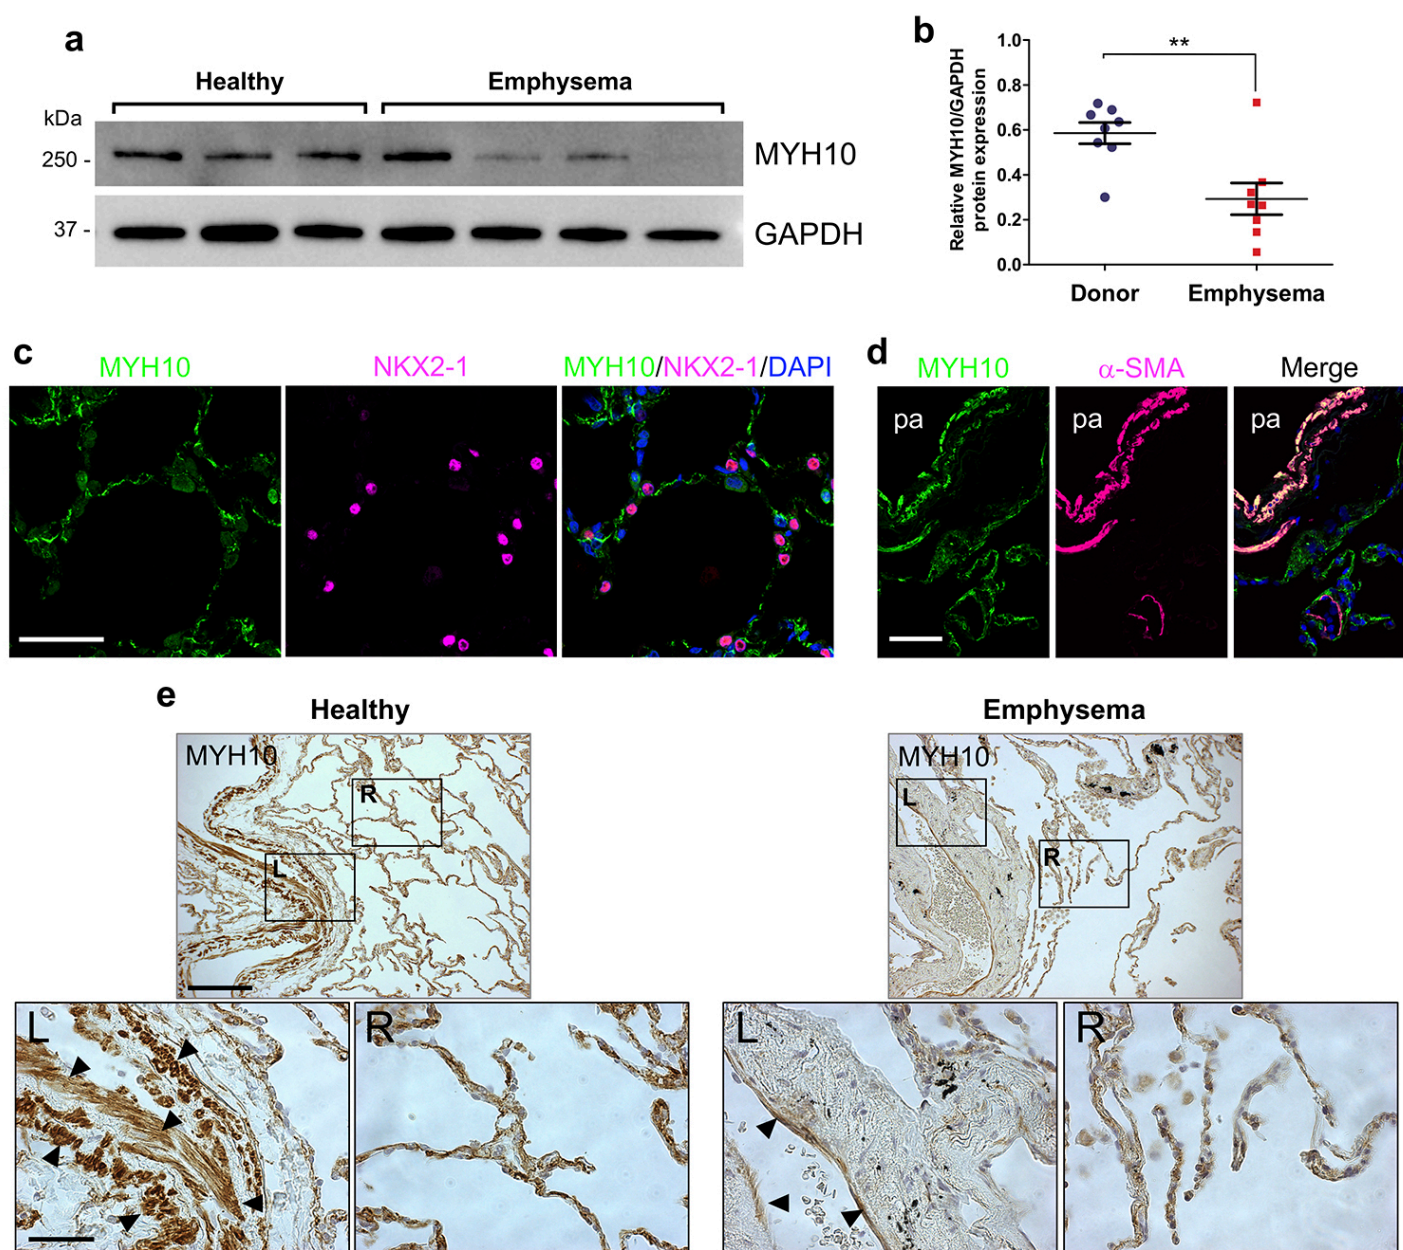 a
Healthy
Emphysema
kDa
250 -
MYH10
37 -
GAPDH
b
Relative MYH10/GAPDH
protein expression
1.0
0.8
0.6
0.4
0.2
0.0
**
Donor
Emphysema
c
MYH10
NKX2-1
MYH10/NKX2-1/DAPI
d
MYH10
α-SMA
Merge
pa
pa
pa
e
Healthy
Emphysema
MYH10
R
L
MYH10
L
R
L
R
L
R